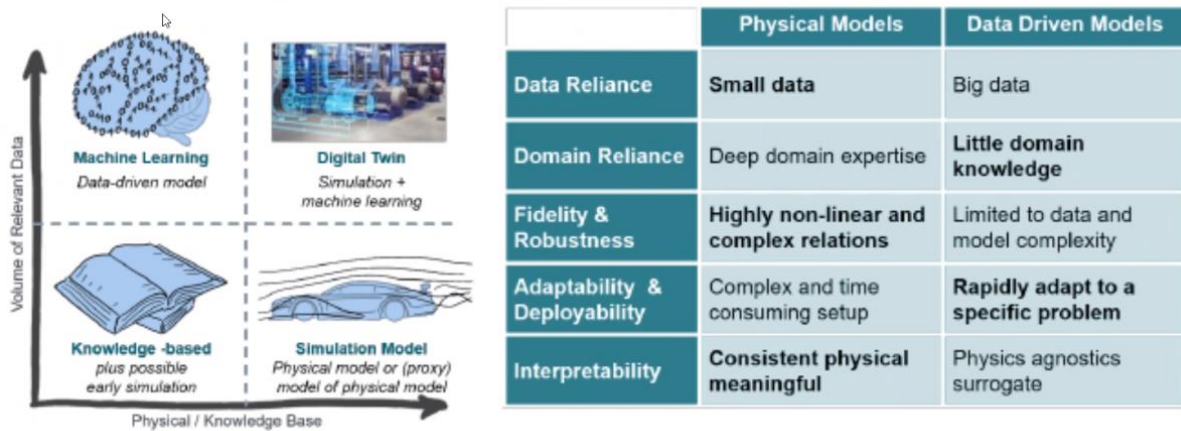 Volume of Relevant Data
Machine Learning
Data-driven model
Digital Twin
Simulation +
machine learning
Knowledge -based
plus possible
early simulation
Simulation Model
Physical model or (proxy)
model of physical model
Physical / Knowledge Base
Physical Models
Data Driven Models
Data Reliance
Small data
Big data
Domain Reliance
Deep domain expertise
Little domain
knowledge
Fidelity &
Robustness
Highly non-linear and
complex relations
Limited to data and
model complexity
Adaptability &
Deployability
Complex and time
consuming setup
Rapidly adapt to a
specific problem
Interpretability
Consistent physical
meaningful
Physics agnostics
surrogate